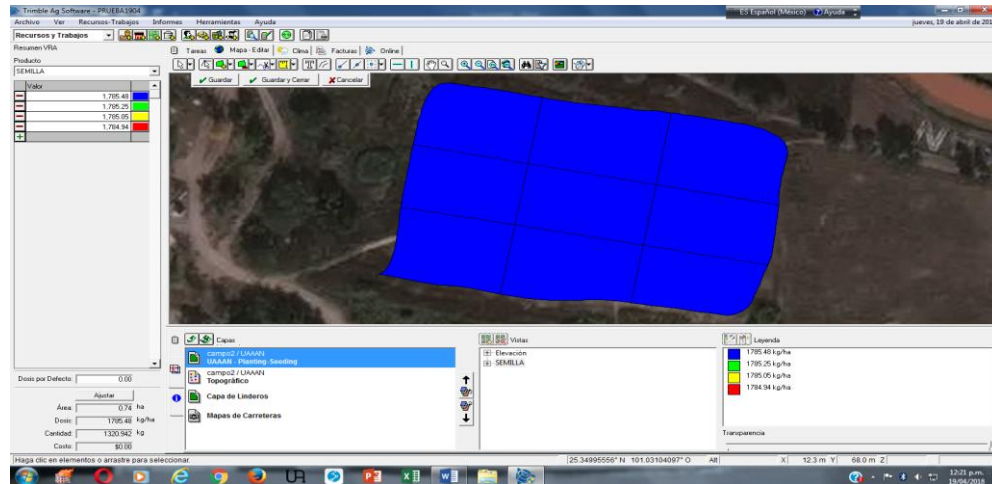 Trimble Ag Software - PRUEBA1904
ES Español (México) Ayuda
Archivo Ver Recursos-Trabajos Informes Herramientas Ayuda
jueves, 19 de abril de 201
Recursos y Trabajos
Resumen VRA
Tareas Mapa - Editar Clima Facturas Online
Producto
SEMILLA
Guardar Guardar y Cerrar Cancelar
Valor
1,785.48
1,785.25
1,785.05
1,784.94
Capas
Vistas
Leyenda
campo2 / UAAAN
UAAAN - Planting-Seeding
campo2 / UAAAN
Topográfico
Capa de Linderos
Mapas de Carreteras
Elevación
SEMILLA
1785.48 kg/ha
1785.25 kg/ha
1785.05 kg/ha
1784.94 kg/ha
Transparencia
Dosis por Defecto: 0.00
Ajustar
Área: 0.74 ha
Dosis: 1785.48 kg/ha
Cantidad: 1320.942 kg
Costo: $0.00
Haga clic en elementos o arrastre para seleccionar.
25.34995556° N 101.03104097° O Alt X 12.3 m Y 68.0 m Z
12:21 p.m.
19/04/2018